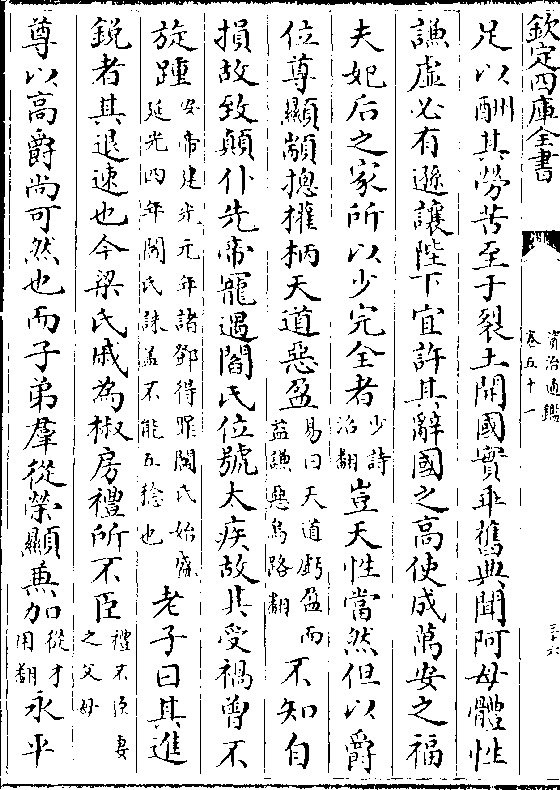 欽定四庫全書
資治通鑑
卷五十一
三六
足以酬其勞苦至于裂土開國實乖舊典聞阿母體性
謙虛必有遜讓陛下宜許其辭國之高使成萬安之福
夫妃后之家所以少完全者少詩沼翻豈天性當然但以爵
位尊顯顓總權柄天道惡盈易曰天道虧盈而益謙惡烏路翻不知自
損故致顛仆先帝寵遇閻氏位號太疾故其受禍曾不
旋踵安帝建光元年諸鄧得罪閻氏始盛延光四年閻氏誅盖不能五稔也老子曰其進
鋭者其退速也今梁氏戚為椒房禮所不臣禮不臣妻之父母
尊以高爵尚可然也而子弟羣從榮顯兼加從才用翻永平